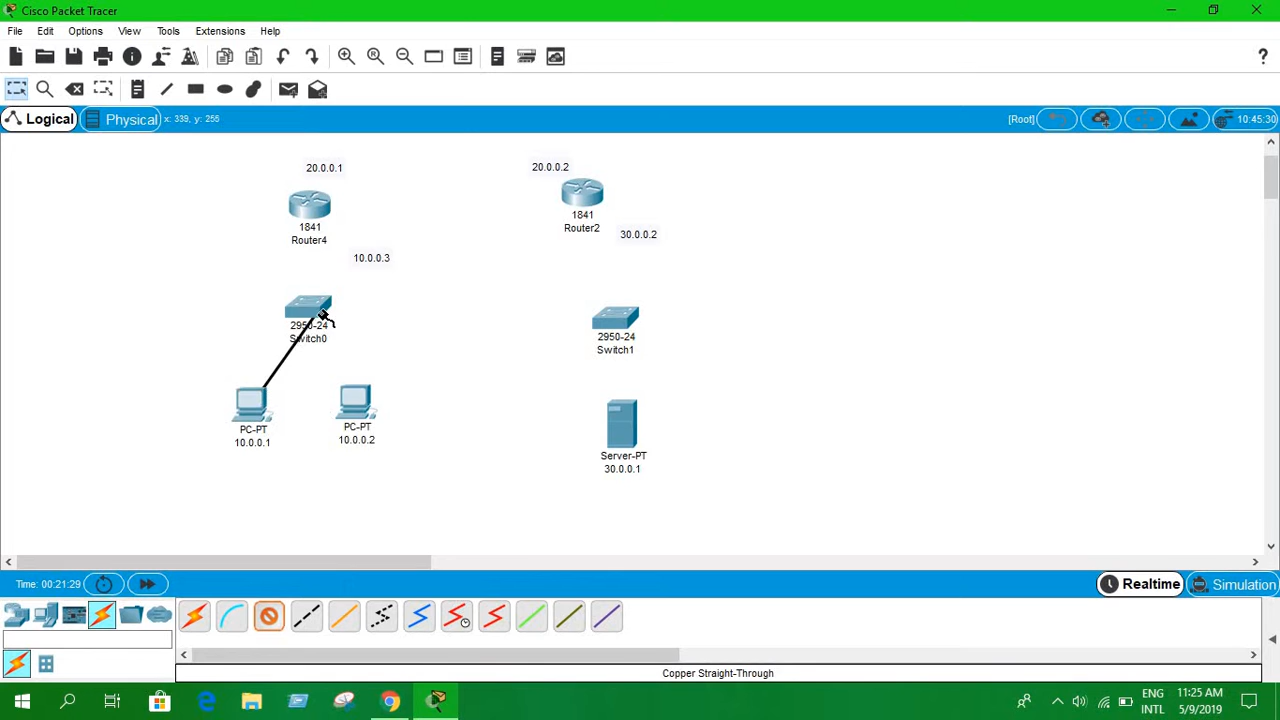 Cisco Packet Tracer
File Edit Options View Tools Extensions Help
?
Logical Physical x: 339, y: 255 [Root] 10:45:30
20.0.0.1
20.0.0.2
1841
Router4
1841
Router2
30.0.0.2
10.0.0.3
2950-24
Switch0
2950-24
Switch1
PC-PT
10.0.0.1
PC-PT
10.0.0.2
Server-PT
30.0.0.1
Time: 00:21:29 Realtime Simulation
Copper Straight-Through
ENG
INTL
11:25 AM
5/9/2019